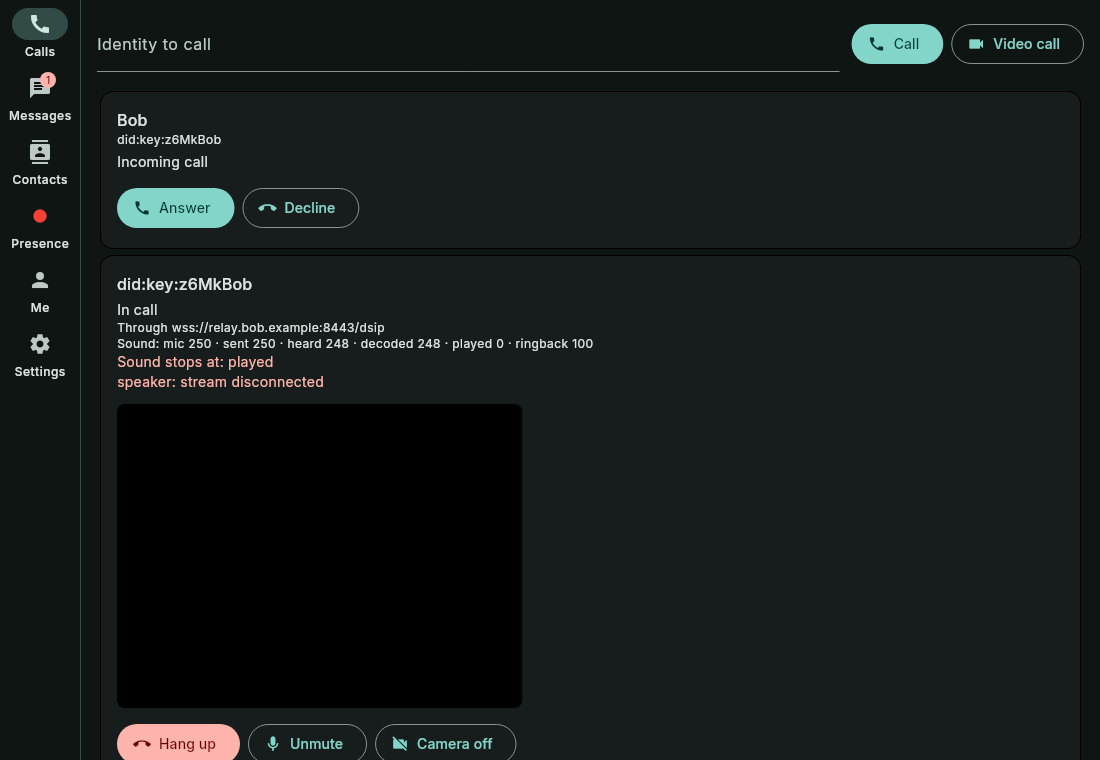 Calls
1
Messages
Contacts
Presence
Me
Settings
Identity to call
Call
Video call
Bob
did:key:z6MkBob
Incoming call
Answer
Decline
did:key:z6MkBob
In call
Through wss://relay.bob.example:8443/dsip
Sound: mic 250 · sent 250 · heard 248 · decoded 248 · played 0 · ringback 100
Sound stops at: played
speaker: stream disconnected
Hang up
Unmute
Camera off